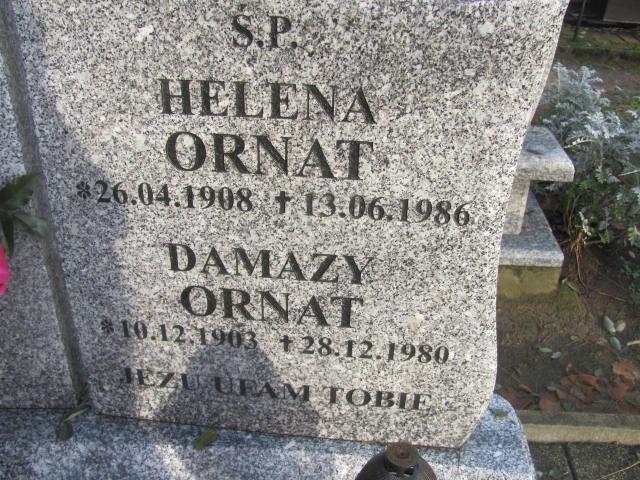 Ś.P.
HELENA
ORNAT
*26.04.1908 †13.06.1986
DAMAZY
ORNAT
*10.12.1903 †28.12.1980
JEZU UFAM TOBIE